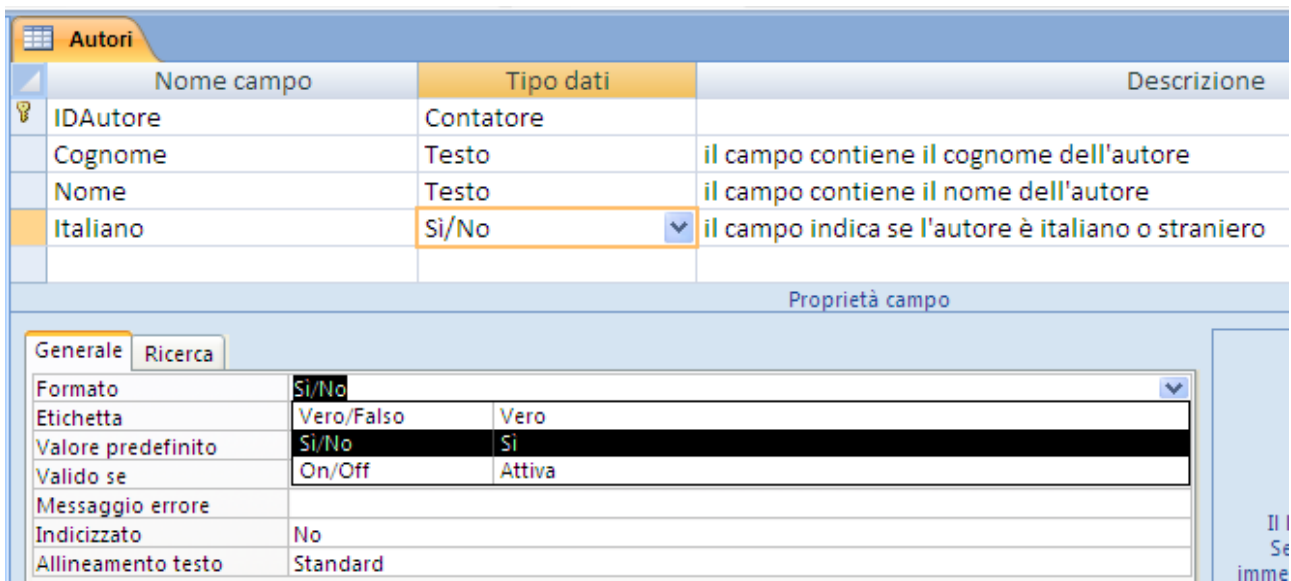 Autori
Nome campo Tipo dati Descrizione
IDAutore Contatore
Cognome Testo il campo contiene il cognome dell'autore
Nome Testo il campo contiene il nome dell'autore
Italiano Sì/No il campo indica se l'autore è italiano o straniero
Proprietà campo
Generale Ricerca
Formato Sì/No
Etichetta Vero/Falso Vero
Valore predefinito Sì/No Sì
Valido se On/Off Attiva
Messaggio errore
Indicizzato No
Allineamento testo Standard
Il
Se
imme